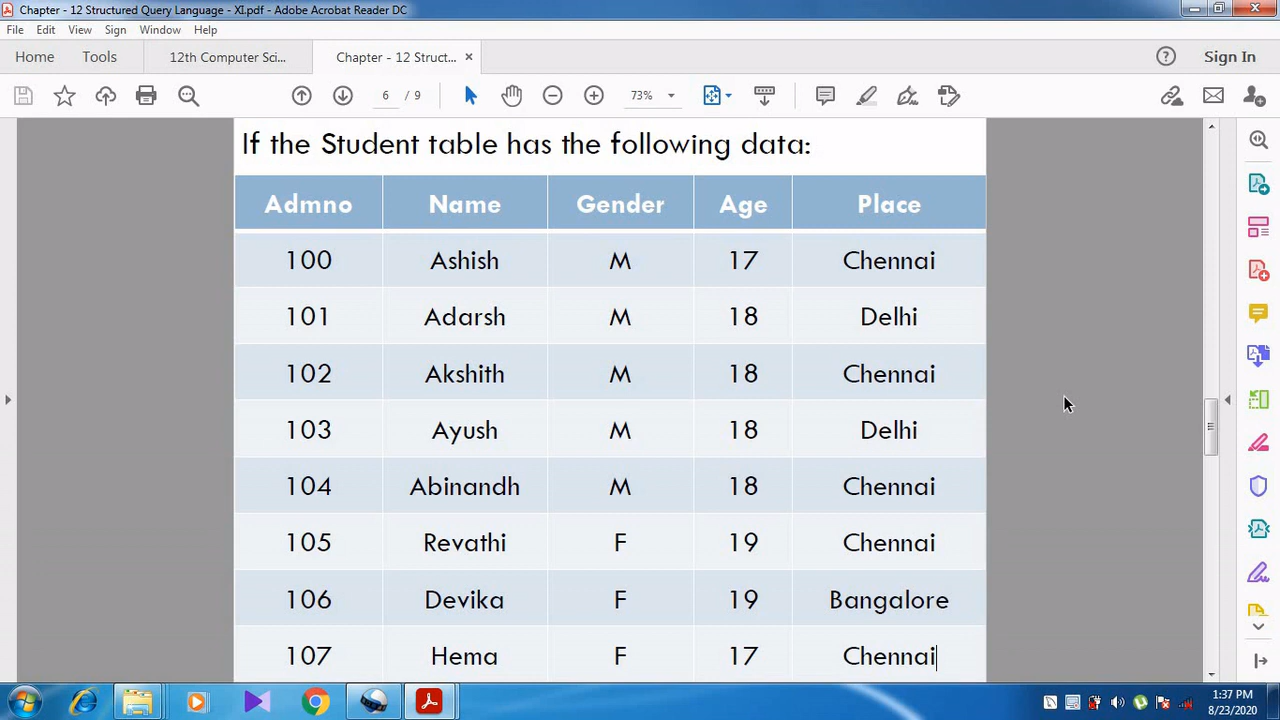 Chapter - 12 Structured Query Language - XI.pdf - Adobe Acrobat Reader DC
File Edit View Sign Window Help
Home Tools 12th Computer Sci... Chapter - 12 Struct... × Sign In
6 / 9 73%
If the Student table has the following data:
Admno Name Gender Age Place
100 Ashish M 17 Chennai
101 Adarsh M 18 Delhi
102 Akshith M 18 Chennai
103 Ayush M 18 Delhi
104 Abinandh M 18 Chennai
105 Revathi F 19 Chennai
106 Devika F 19 Bangalore
107 Hema F 17 Chennai
1:37 PM
8/23/2020